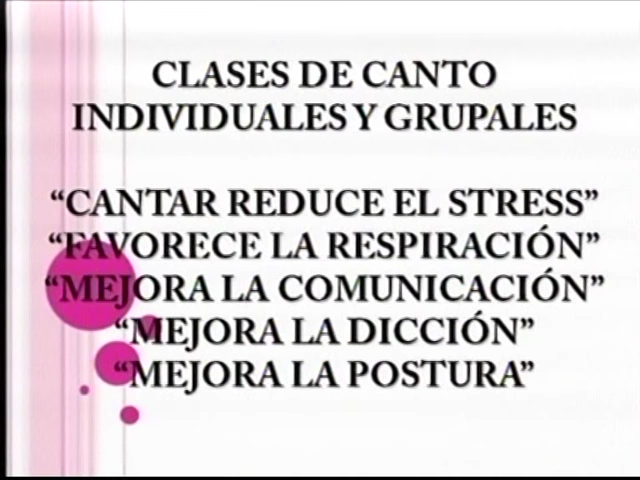 CLASES DE CANTO
INDIVIDUALES Y GRUPALES
“CANTAR REDUCE EL STRESS”
“FAVORECE LA RESPIRACIÓN”
“MEJORA LA COMUNICACIÓN”
“MEJORA LA DICCIÓN”
“MEJORA LA POSTURA”